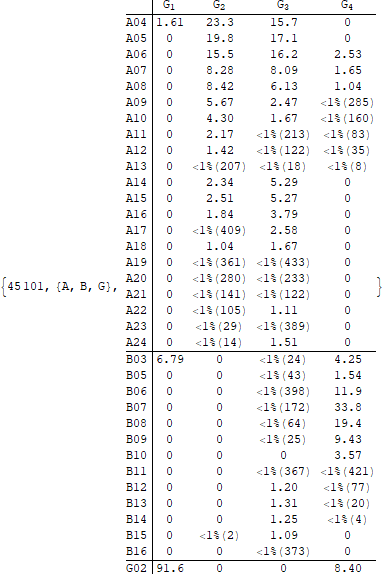 G1 G2 G3 G4
A04 1.61 23.3 15.7 0
A05 0 19.8 17.1 0
A06 0 15.5 16.2 2.53
A07 0 8.28 8.09 1.65
A08 0 8.42 6.13 1.04
A09 0 5.67 2.47 <1%(285)
A10 0 4.30 1.67 <1%(160)
A11 0 2.17 <1%(213) <1%(83)
A12 0 1.42 <1%(122) <1%(35)
A13 0 <1%(207) <1%(18) <1%(8)
A14 0 2.34 5.29 0
A15 0 2.51 5.27 0
A16 0 1.84 3.79 0
A17 0 <1%(409) 2.58 0
A18 0 1.04 1.67 0
A19 0 <1%(361) <1%(433) 0
A20 0 <1%(280) <1%(233) 0
{45101, {A, B, G}, }
A21 0 <1%(141) <1%(122) 0
A22 0 <1%(105) 1.11 0
A23 0 <1%(29) <1%(389) 0
A24 0 <1%(14) 1.51 0
B03 6.79 0 <1%(24) 4.25
B05 0 0 <1%(43) 1.54
B06 0 0 <1%(398) 11.9
B07 0 0 <1%(172) 33.8
B08 0 0 <1%(64) 19.4
B09 0 0 <1%(25) 9.43
B10 0 0 0 3.57
B11 0 0 <1%(367) <1%(421)
B12 0 0 1.20 <1%(77)
B13 0 0 1.31 <1%(20)
B14 0 0 1.25 <1%(4)
B15 0 <1%(2) 1.09 0
B16 0 0 <1%(373) 0
G02 91.6 0 0 8.40